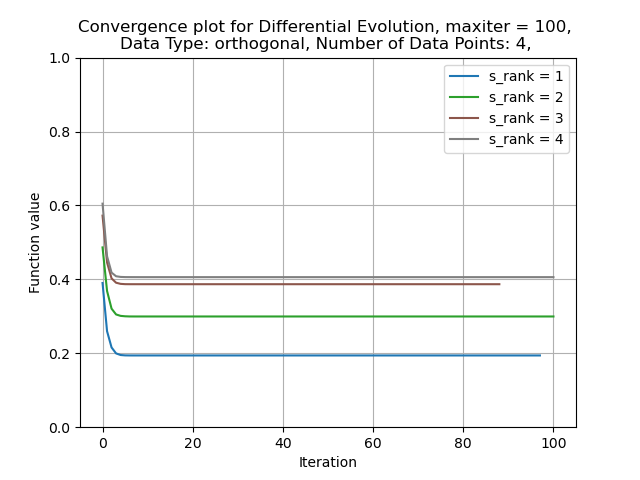 Convergence plot for Differential Evolution, maxiter = 100,
Data Type: orthogonal, Number of Data Points: 4,
1.0
0.8
0.6
0.4
0.2
0.0
Function value
s_rank = 1
s_rank = 2
s_rank = 3
s_rank = 4
0 20 40 60 80 100
Iteration